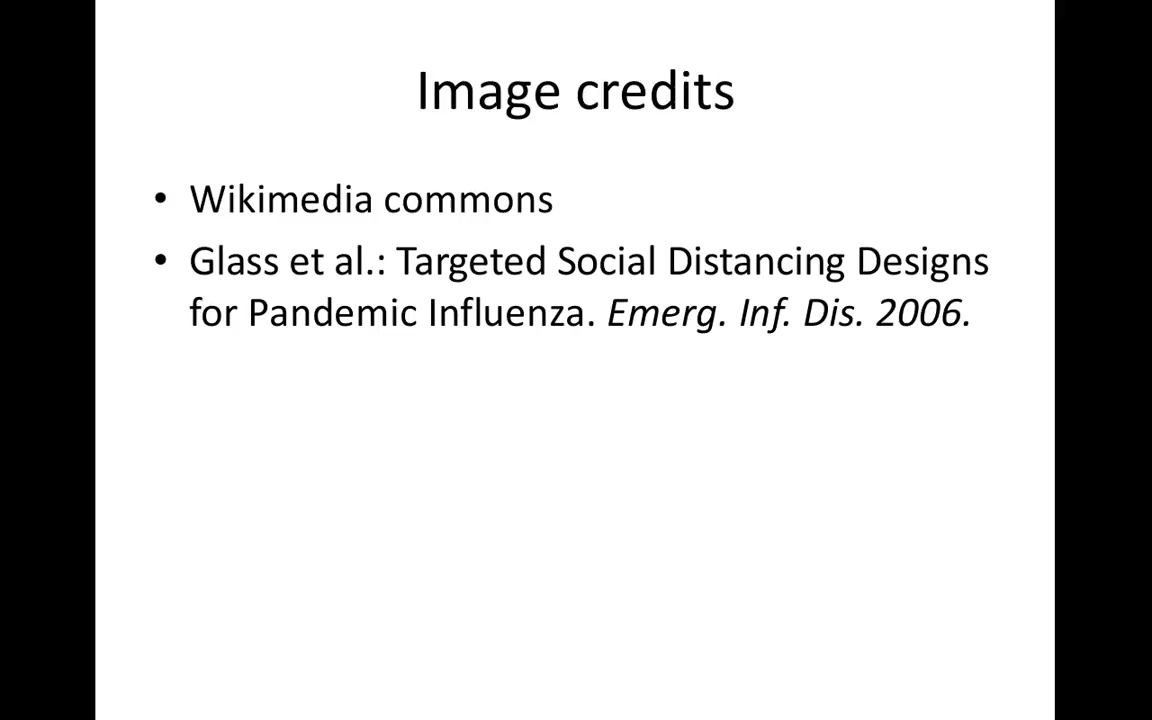 Image credits
• Wikimedia commons
• Glass et al.: Targeted Social Distancing Designs
for Pandemic Influenza. Emerg. Inf. Dis. 2006.